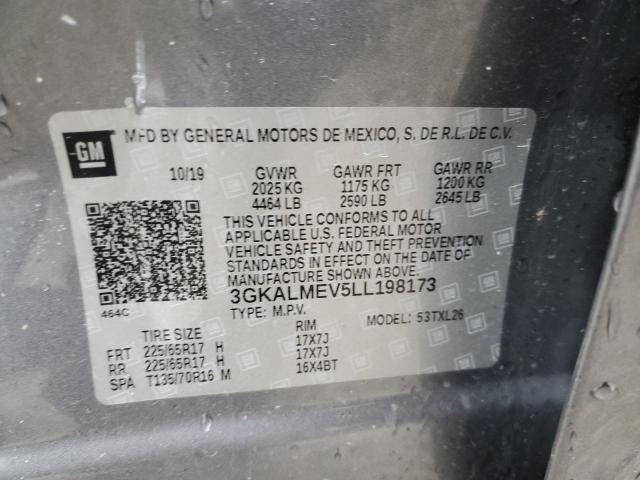 GM MFD BY GENERAL MOTORS DE MEXICO, S. DE R.L. DE C.V.
10/19 GVWR GAWR FRT GAWR RR
2025 KG 1175 KG 1200 KG
4464 LB 2590 LB 2645 LB
THIS VEHICLE CONFORMS TO ALL
APPLICABLE U.S. FEDERAL MOTOR
VEHICLE SAFETY AND THEFT PREVENTION
STANDARDS IN EFFECT ON THE DATE OF
MANUFACTURE SHOWN ABOVE.
464C 3GKALMEV5LL198173
TYPE: M.P.V. MODEL: 53TXL26
TIRE SIZE RIM
FRT 225/65R17 H 17X7J
RR 225/65R17 H 17X7J
SPA T135/70R16 M 16X4BT